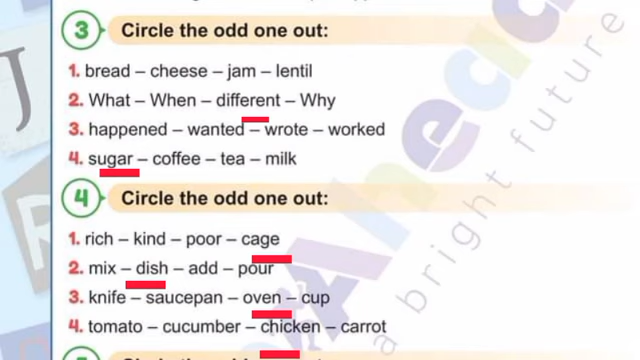 3 Circle the odd one out:
1. bread – cheese – jam – lentil
2. What – When – different – Why
3. happened – wanted – wrote – worked
4. sugar – coffee – tea – milk
4 Circle the odd one out:
1. rich – kind – poor – cage
2. mix – dish – add – pour
3. knife – saucepan – oven – cup
4. tomato – cucumber – chicken – carrot
a bright future